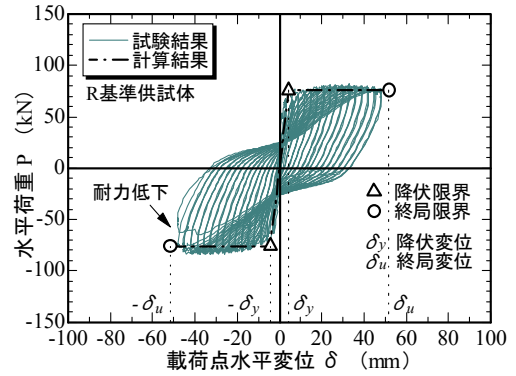 水平荷重 P （kN）
150
100
50
0
-50
-100
-150
試験結果
計算結果
R基準供試体
耐力低下
降伏限界
終局限界
δy 降伏変位
δu 終局変位
-δu
-δy
δy
δu
-100 -80 -60 -40 -20 0 20 40 60 80 100
載荷点水平変位 δ （mm）